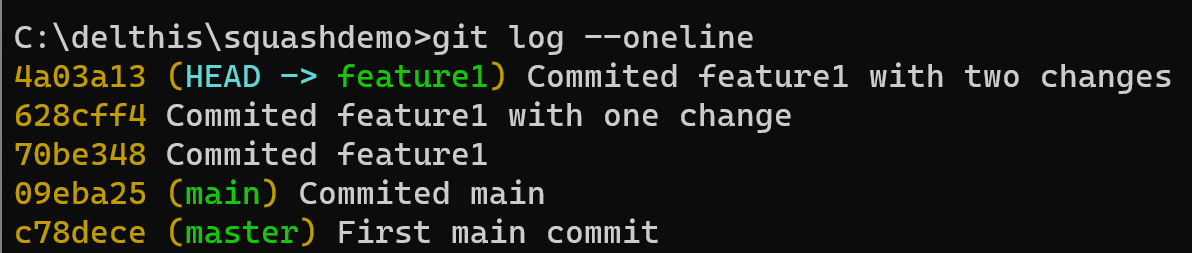 C:\delthis\squashdemo>git log --oneline
4a03a13 (HEAD -> feature1) Commited feature1 with two changes
628cff4 Commited feature1 with one change
70be348 Commited feature1
09eba25 (main) Commited main
c78dece (master) First main commit